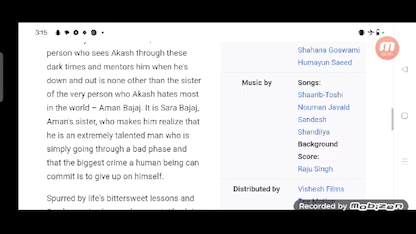 3:15
person who sees Akash through these
dark times and mentors him when he's
down and out is none other than the sister
of the very person who Akash hates most
in the world – Aman Bajaj. It is Sara Bajaj,
Aman's sister, who makes him realize that
he is an extremely talented man who is
simply going through a bad phase and
that the biggest crime a human being can
commit is to give up on himself.
Spurred by life's bittersweet lessons and
Shahana Goswami
Humayun Saeed
Music by
Songs:
Shaarib-Toshi
Nouman Javaid
Sandesh
Shandilya
Background
Score:
Raju Singh
Distributed by
Vishesh Films
Recorded by Mobizen